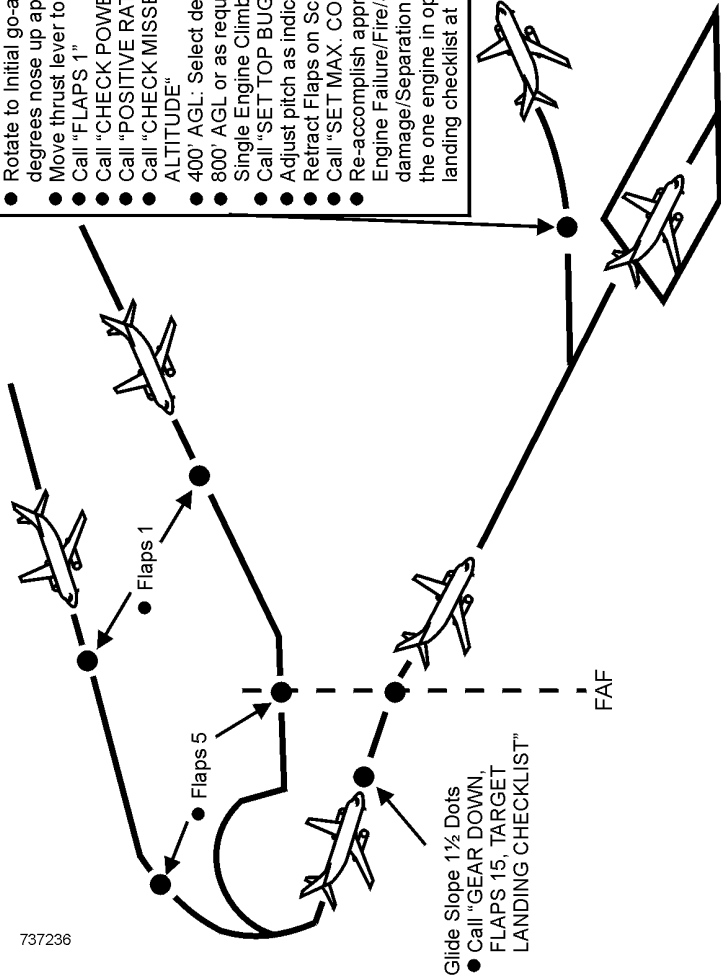 ● Rotate to Initial go-a
degrees nose up ap
● Move thrust lever to
● Call “FLAPS 1”
● Call “CHECK POWE
● Call “POSITIVE RAT
● Call “CHECK MISSE
ALTITUDE“
● 400’ AGL: Select de
● 800’ AGL or as requ
Single Engine Climb
● Call “SET TOP BUG
● Adjust pitch as indic
● Retract Flaps on Sc
● Call “SET MAX. CO
● Re-accomplish appr
Engine Failure/Fire/
damage/Separation
the one engine in op
landing checklist at
● Flaps 1
● Flaps 5
Glide Slope 1½ Dots
● Call “GEAR DOWN,
FLAPS 15, TARGET
LANDING CHECKLIST”
FAF
737236